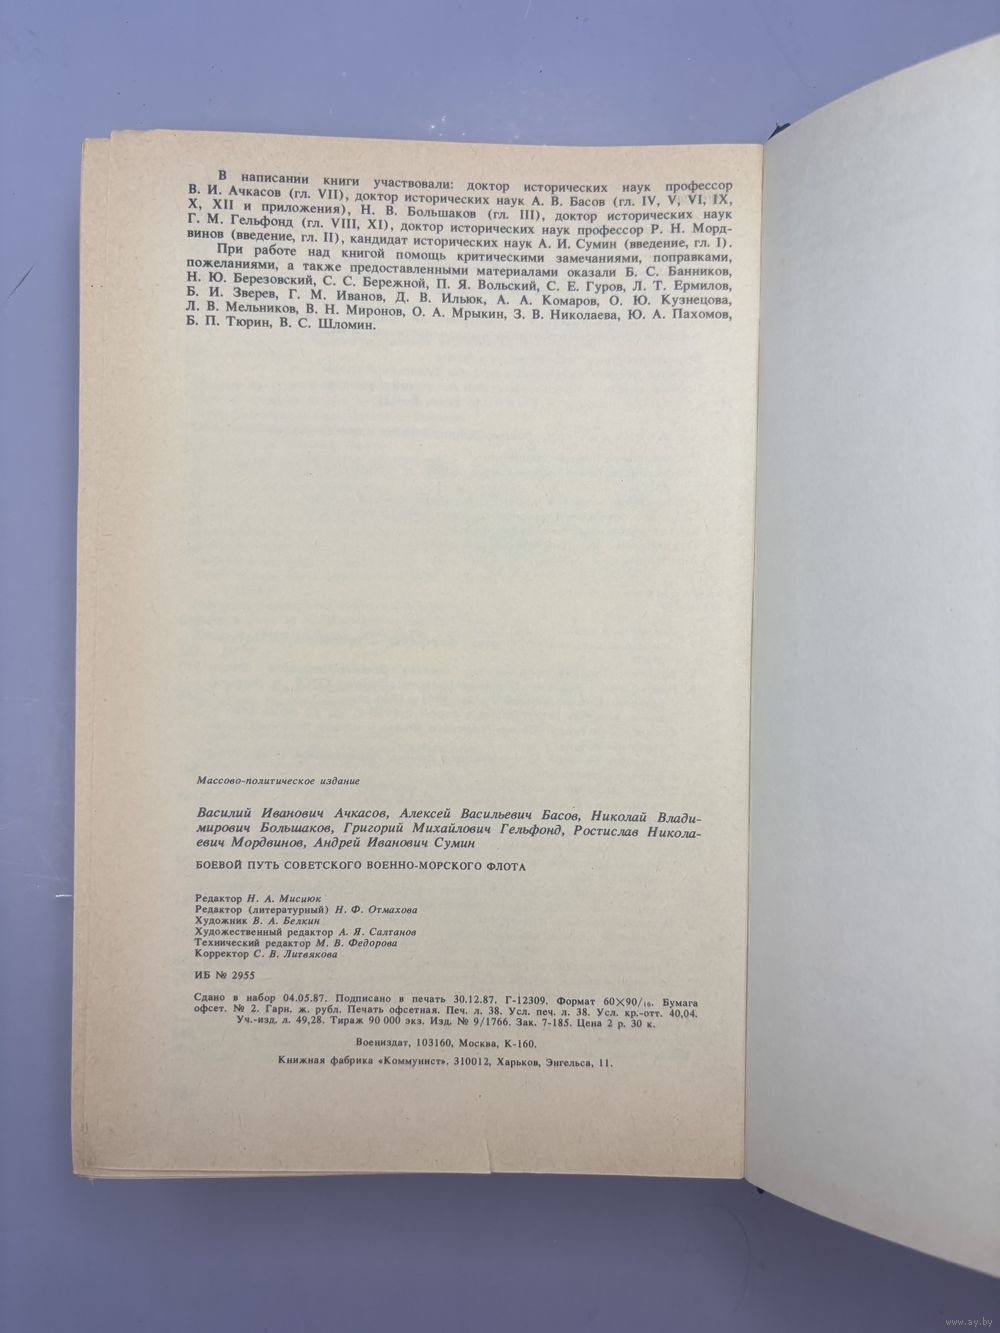 В написании книги участвовали: доктор исторических наук профессор
В. И. Ачкасов (гл. VII), доктор исторических наук А. В. Басов (гл. IV, V, VI, IX,
X, XII и приложения), Н. В. Большаков (гл. III), доктор исторических наук
Г. М. Гельфонд (гл. VIII, XI), доктор исторических наук профессор Р. Н. Морд-
винов (введение, гл. II), кандидат исторических наук А. И. Сумин (введение, гл. I).
При работе над книгой помощь критическими замечаниями, поправками,
пожеланиями, а также предоставленными материалами оказали Б. С. Банников,
Н. Ю. Березовский, С. С. Бережной, П. Я. Вольский, С. Е. Гуров, Л. Т. Ермилов,
Б. И. Зверев, Г. М. Иванов, Д. В. Ильюк, А. А. Комаров, О. Ю. Кузнецова,
Л. В. Мельников, В. Н. Миронов, О. А. Мрыкин, З. В. Николаева, Ю. А. Пахомов,
Б. П. Тюрин, В. С. Шломин.
Массово-политическое издание
Василий Иванович Ачкасов, Алексей Васильевич Басов, Николай Влади-
мирович Большаков, Григорий Михайлович Гельфонд, Ростислав Никола-
евич Мордвинов, Андрей Иванович Сумин
БОЕВОЙ ПУТЬ СОВЕТСКОГО ВОЕННО-МОРСКОГО ФЛОТА
Редактор Н. А. Мисиюк
Редактор (литературный) Н. Ф. Отмахова
Художник В. А. Белкин
Художественный редактор А. Я. Салтанов
Технический редактор М. В. Федорова
Корректор С. В. Литвякова
ИБ № 2955
Сдано в набор 04.05.87. Подписано в печать 30.12.87. Г-12309. Формат 60×90/16. Бумага
офсет. № 2. Гарн. ж. рубл. Печать офсетная. Печ. л. 38. Усл. печ. л. 38. Усл. кр.-отт. 40,04.
Уч.-изд. л. 49,28. Тираж 90 000 экз. Изд. № 9/1766. Зак. 7-185. Цена 2 р. 30 к.
Воениздат, 103160, Москва, К-160.
Книжная фабрика «Коммунист». 310012, Харьков, Энгельса, 11.
www.ay.by